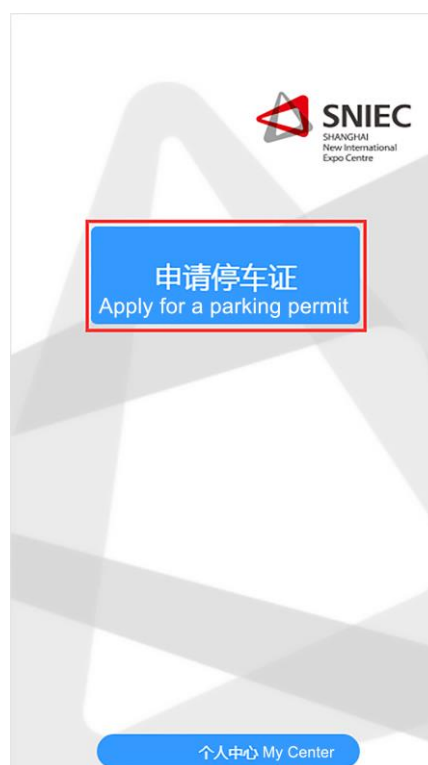 SNIEC
SHANGHAI
New International
Expo Centre
申请停车证
Apply for a parking permit
个人中心 My Center